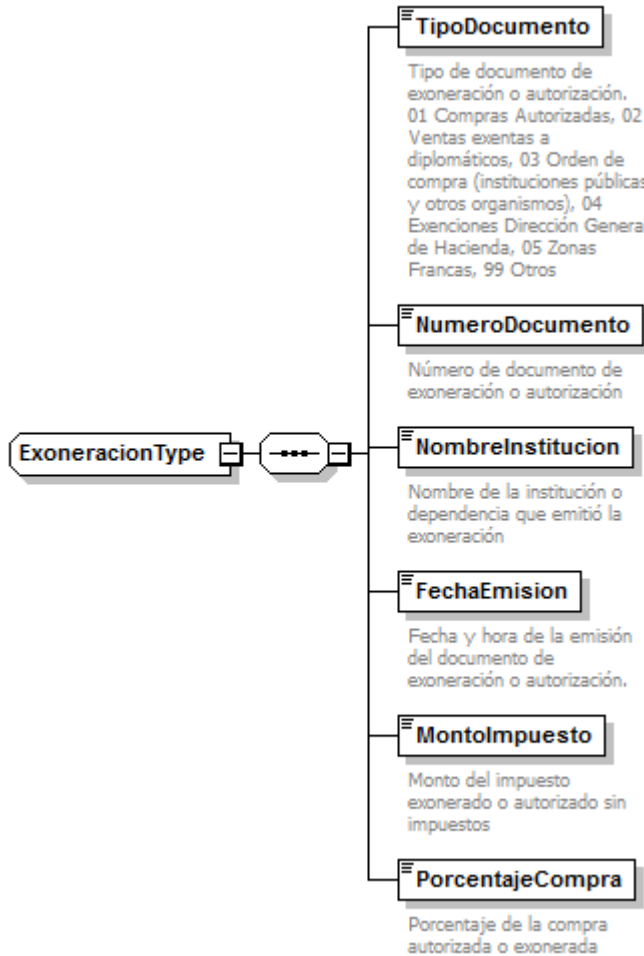 TipoDocumento
Tipo de documento de
exoneración o autorización.
01 Compras Autorizadas, 02
Ventas exentas a
diplomáticos, 03 Orden de
compra (instituciones públicas
y otros organismos), 04
Exenciones Dirección Genera
de Hacienda, 05 Zonas
Francas, 99 Otros
NumeroDocumento
Número de documento de
exoneración o autorización
ExoneracionType
NombreInstitucion
Nombre de la institución o
dependencia que emitió la
exoneración
FechaEmision
Fecha y hora de la emisión
del documento de
exoneración o autorización.
MontoImpuesto
Monto del impuesto
exonerado o autorizado sin
impuestos
PorcentajeCompra
Porcentaje de la compra
autorizada o exonerada